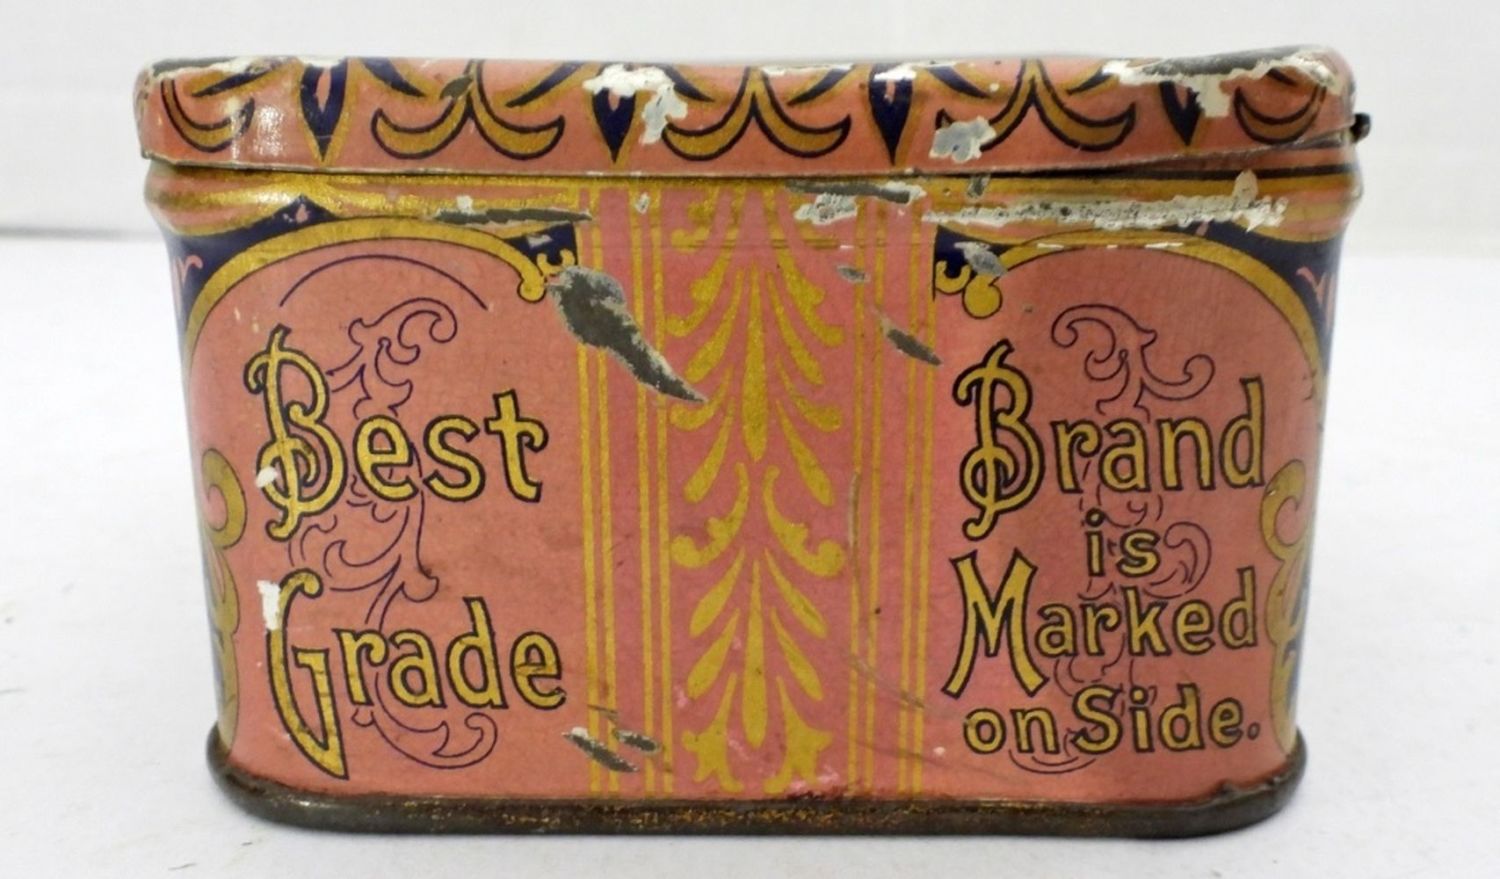 Best
Grade
Brand
is
Marked
on Side.